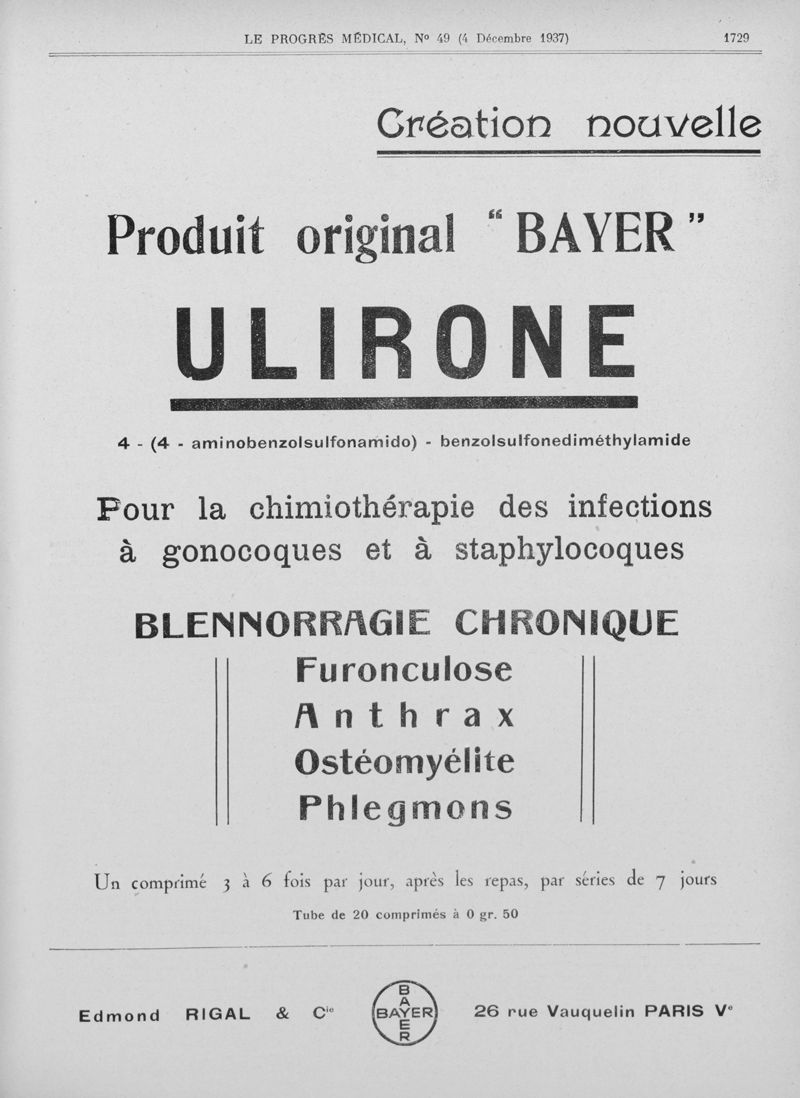 LE PROGRÈS MÉDICAL, Nº 49 (4 Décembre 1937) 1729
Création nouvelle
Produit original “ BAYER ”
ULIRONE
4 - (4 - aminobenzolsulfonamido) - benzolsulfonediméthylamide
Pour la chimiothérapie des infections
à gonocoques et à staphylocoques
BLENNORRAGIE CHRONIQUE
Furonculose
Anthrax
Ostéomyélite
Phlegmons
Un comprimé 3 à 6 fois par jour, après les repas, par séries de 7 jours
Tube de 20 comprimés à 0 gr. 50
Edmond RIGAL & Cie BAYER BAYER 26 rue Vauquelin PARIS Ve